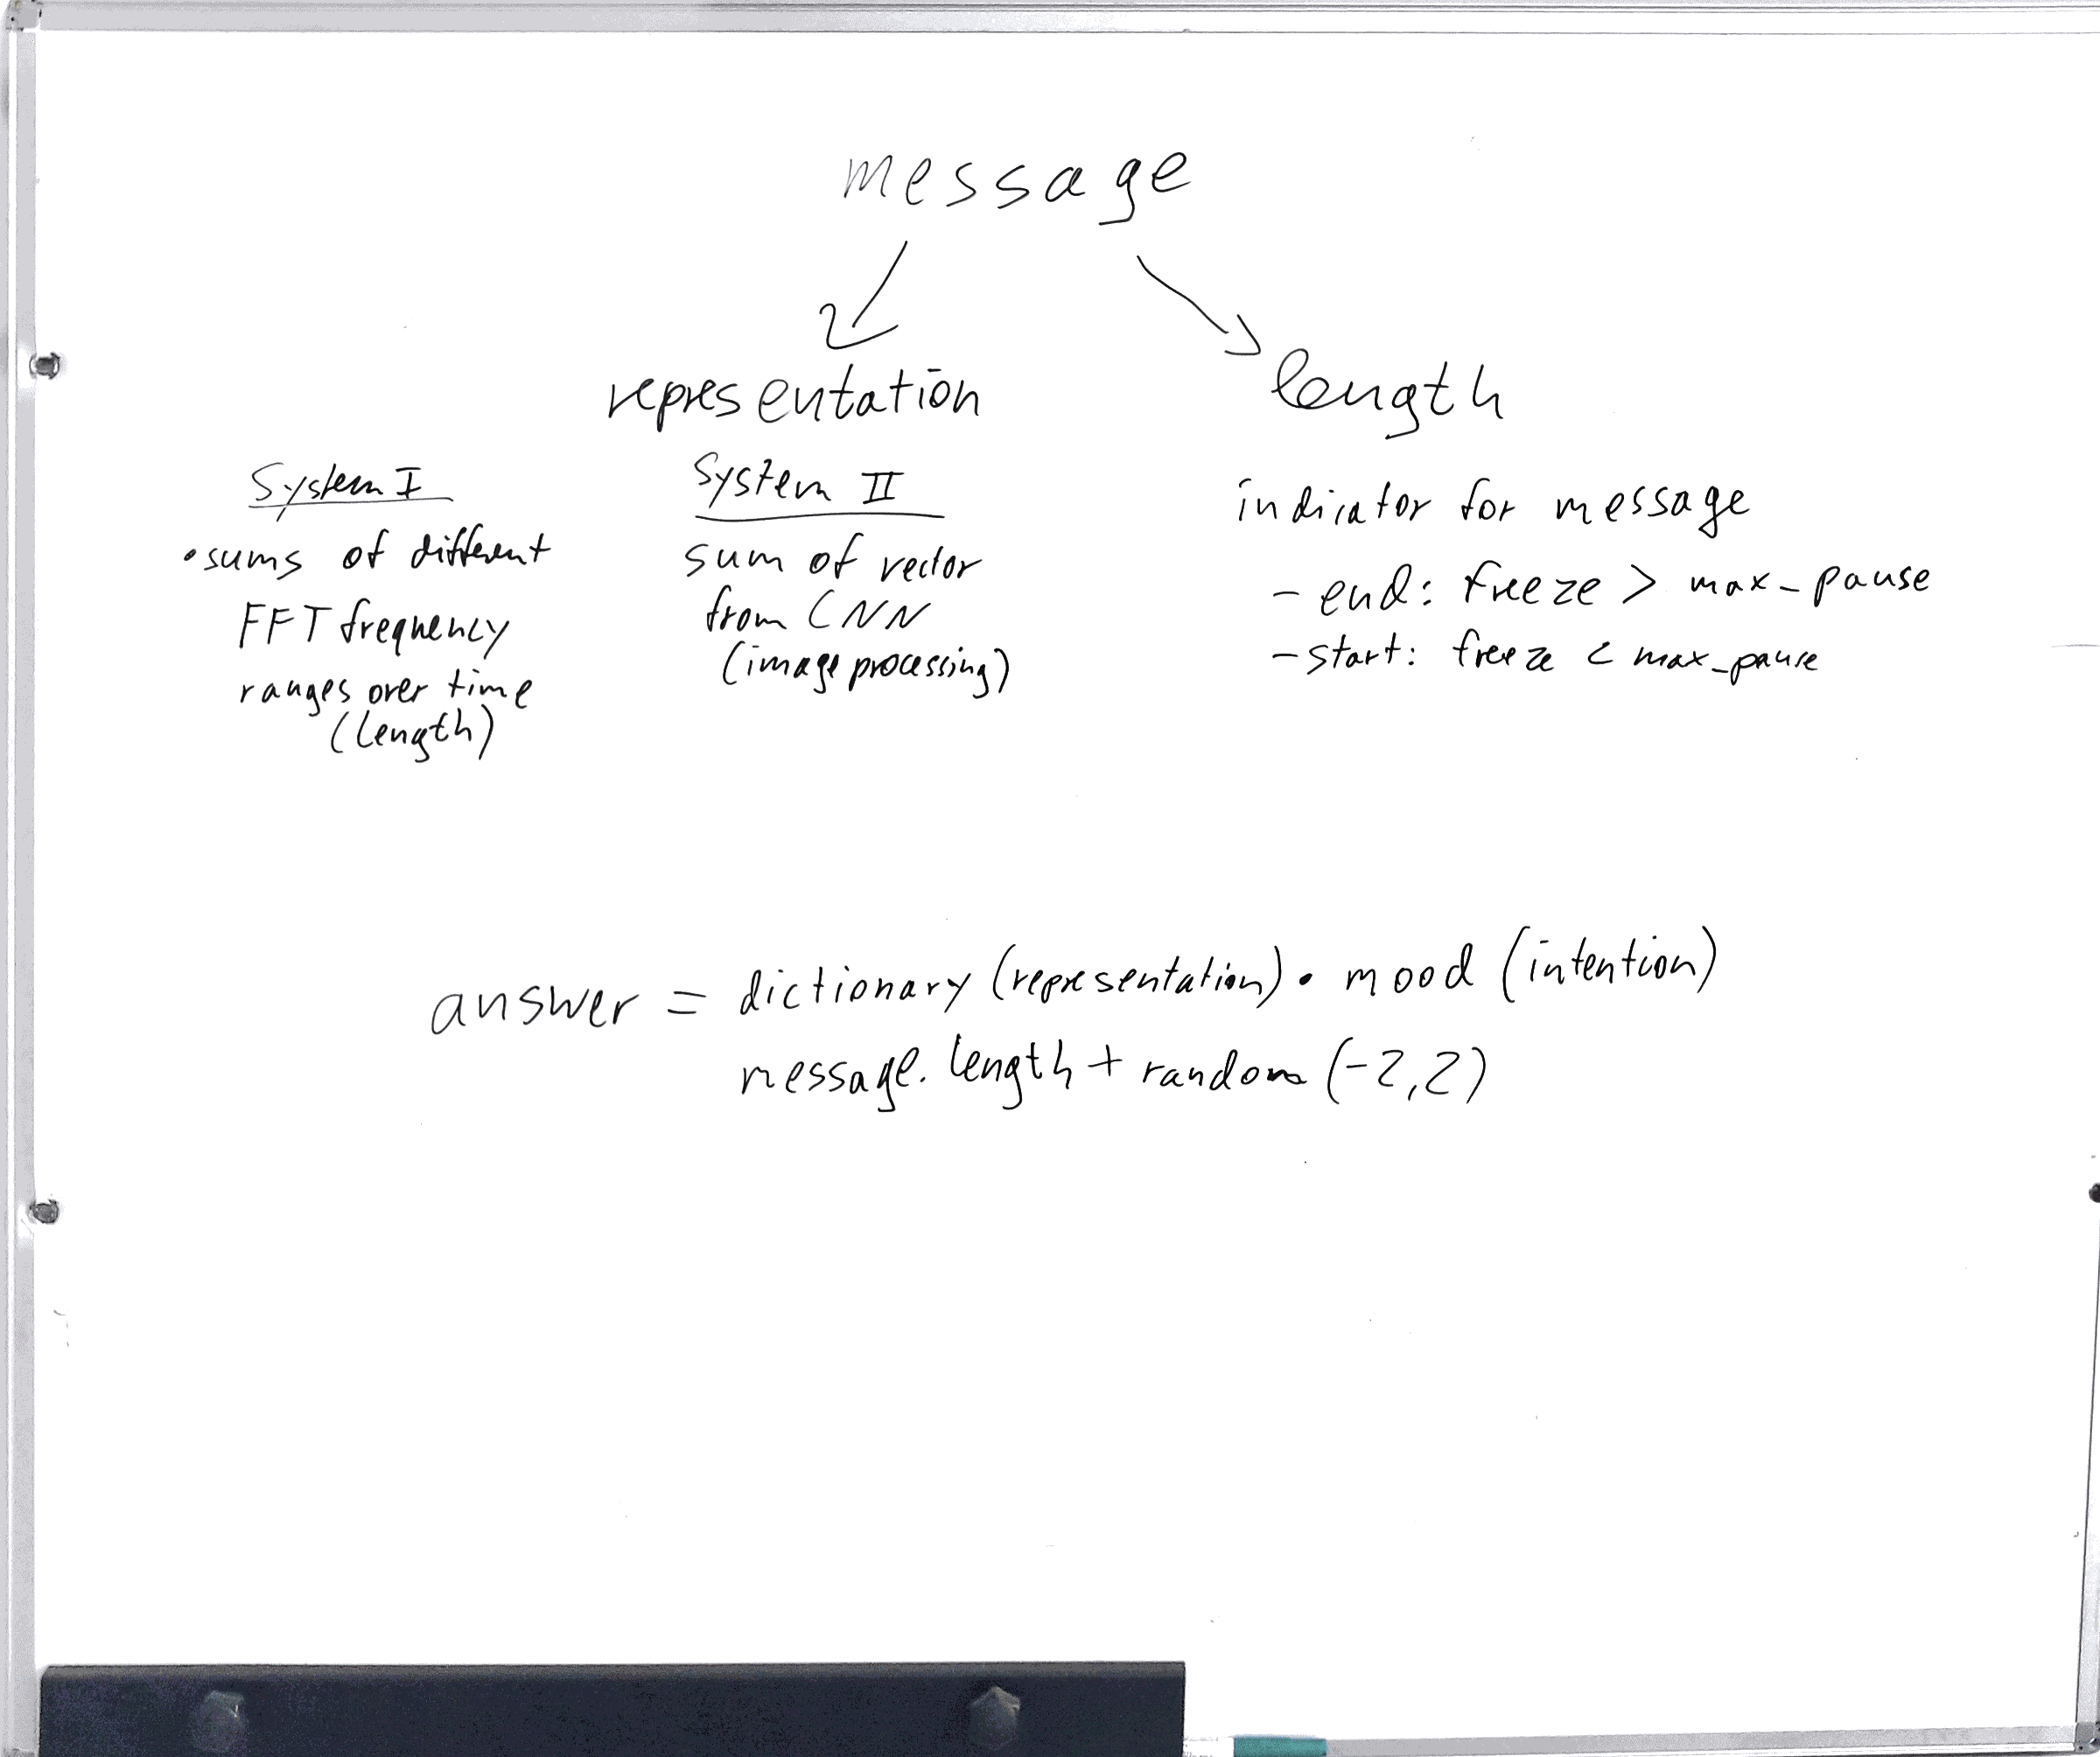 message
representation
length
System I
• sums of different
FFT frequency
ranges over time
(length)
System II
sum of vector
from CNN
(image processing)
indicator for message
- end: freeze > max_pause
- start: freeze < max_pause
answer = dictionary (representation) • mood (intention)
message. length + random (-2,2)